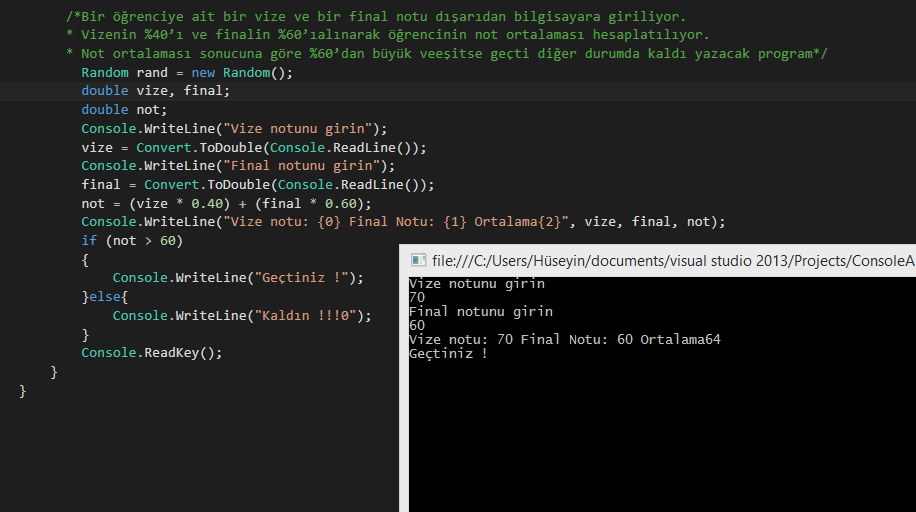 /*Bir öğrenciye ait bir vize ve bir final notu dışarıdan bilgisayara giriliyor.
* Vizenin %40’ı ve finalin %60’ıalınarak öğrencinin not ortalaması hesaplatılıyor.
* Not ortalaması sonucuna göre %60’dan büyük veeşitse geçti diğer durumda kaldı yazacak program*/
Random rand = new Random();
double vize, final;
double not;
Console.WriteLine("Vize notunu girin");
vize = Convert.ToDouble(Console.ReadLine());
Console.WriteLine("Final notunu girin");
final = Convert.ToDouble(Console.ReadLine());
not = (vize * 0.40) + (final * 0.60);
Console.WriteLine("Vize notu: {0} Final Notu: {1} Ortalama{2}", vize, final, not);
if (not > 60)
{
Console.WriteLine("Geçtiniz !");
}else{
Console.WriteLine("Kaldın !!!0");
}
Console.ReadKey();
}
}
file:///C:/Users/Hüseyin/documents/visual studio 2013/Projects/ConsoleA
Vize notunu girin
70
Final notunu girin
60
Vize notu: 70 Final Notu: 60 Ortalama64
Geçtiniz !